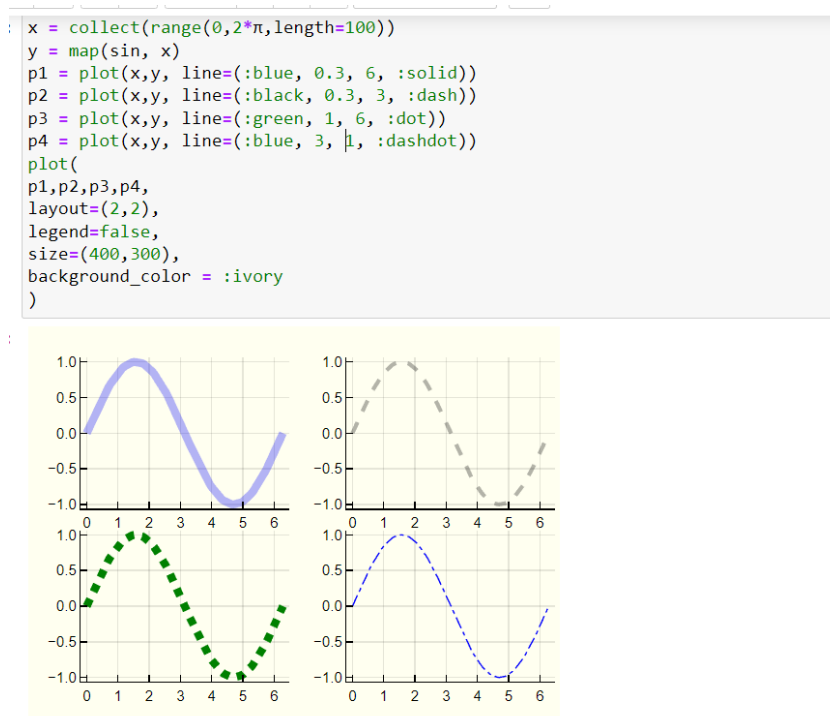 x = collect(range(0,2*π,length=100))
y = map(sin, x)
p1 = plot(x,y, line=(:blue, 0.3, 6, :solid))
p2 = plot(x,y, line=(:black, 0.3, 3, :dash))
p3 = plot(x,y, line=(:green, 1, 6, :dot))
p4 = plot(x,y, line=(:blue, 3, 1, :dashdot))
plot(
p1,p2,p3,p4,
layout=(2,2),
legend=false,
size=(400,300),
background_color = :ivory
)
1.0
0.5
0.0
−0.5
−1.0
0 1 2 3 4 5 6
1.0
0.5
0.0
−0.5
−1.0
0 1 2 3 4 5 6
1.0
0.5
0.0
−0.5
−1.0
0 1 2 3 4 5 6
1.0
0.5
0.0
−0.5
−1.0
0 1 2 3 4 5 6